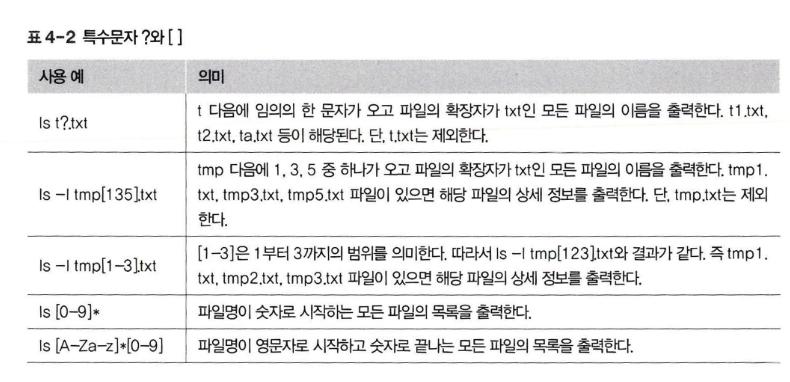 표 4-2 특수문자 ?와 [ ]
사용 예
의미
ls t?.txt
t 다음에 임의의 한 문자가 오고 파일의 확장자가 txt인 모든 파일의 이름을 출력한다. t1.txt,
t2.txt, ta.txt 등이 해당된다. 단, t.txt는 제외한다.
ls -l tmp[135].txt
tmp 다음에 1, 3, 5 중 하나가 오고 파일의 확장자가 txt인 모든 파일의 이름을 출력한다. tmp1.
txt, tmp3.txt, tmp5.txt 파일이 있으면 해당 파일의 상세 정보를 출력한다. 단, tmp.txt는 제외
한다.
ls -l tmp[1-3].txt
[1-3]은 1부터 3까지의 범위를 의미한다. 따라서 ls -l tmp[123].txt와 결과가 같다. 즉 tmp1.
txt, tmp2.txt, tmp3.txt 파일이 있으면 해당 파일의 상세 정보를 출력한다.
ls [0-9]*
파일명이 숫자로 시작하는 모든 파일의 목록을 출력한다.
ls [A-Za-z]*[0-9]
파일명이 영문자로 시작하고 숫자로 끝나는 모든 파일의 목록을 출력한다.